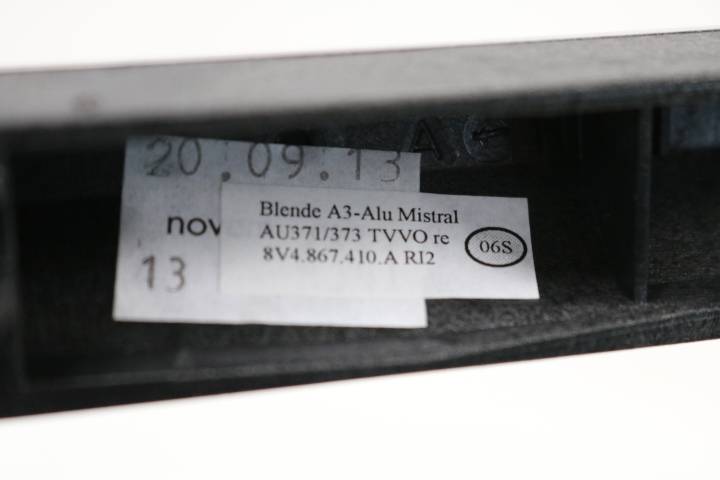 20.09.13
nov
13
Blende A3-Alu Mistral
AU371/373 TVVO re
8V4.867.410.A RI2
06S
A